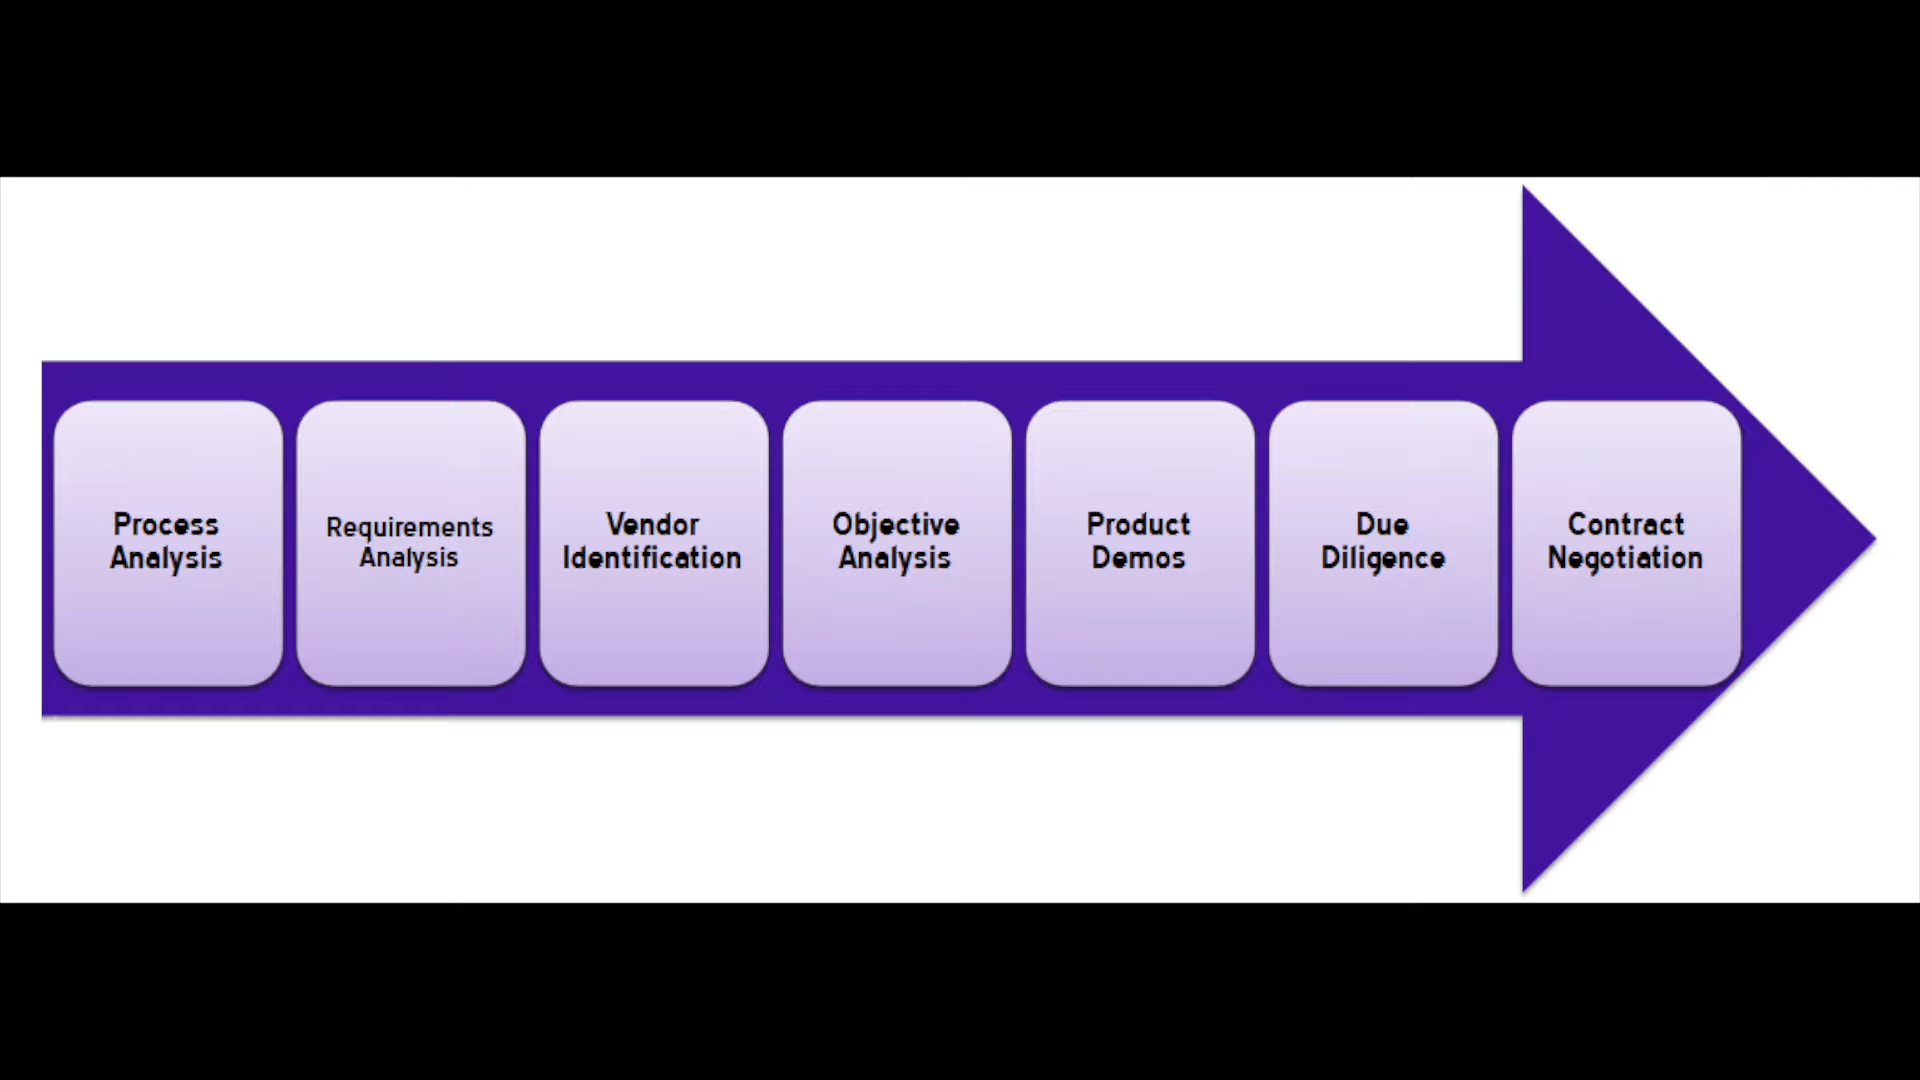 Process
Analysis
Requirements
Analysis
Vendor
Identification
Objective
Analysis
Product
Demos
Due
Diligence
Contract
Negotiation